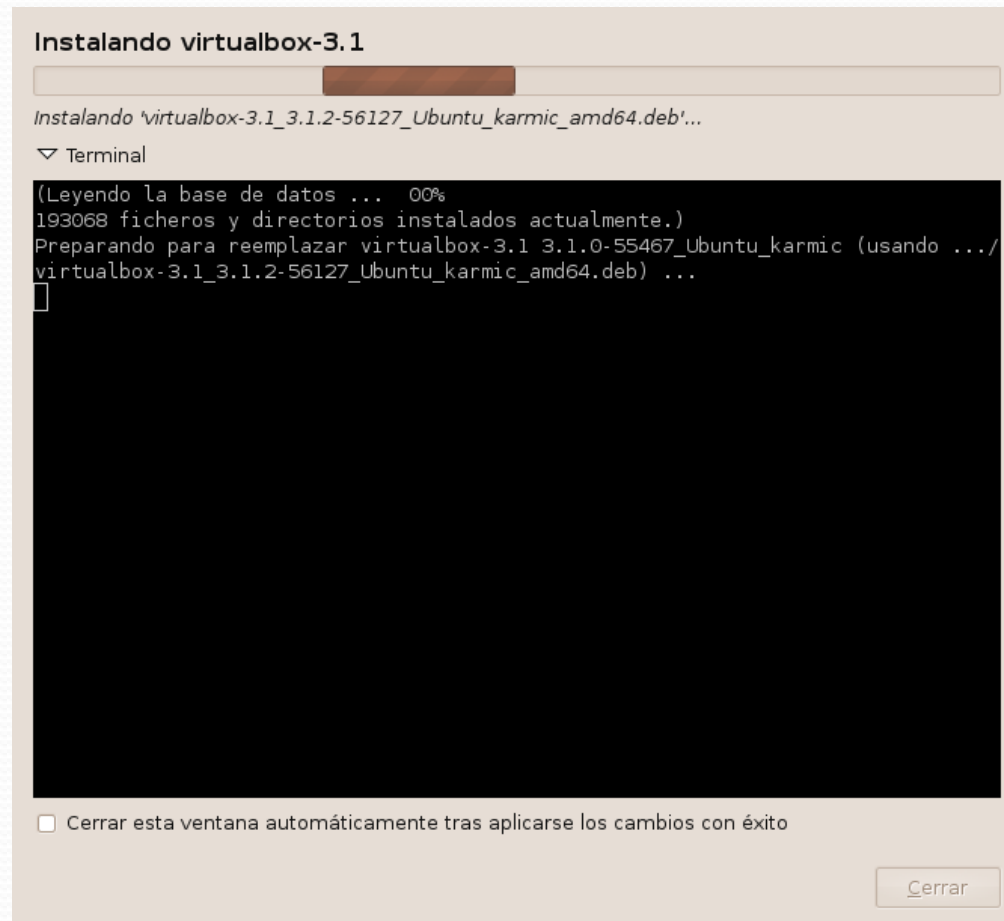 Instalando virtualbox-3.1
Instalando 'virtualbox-3.1_3.1.2-56127_Ubuntu_karmic_amd64.deb'...
Terminal
(Leyendo la base de datos ...  00%
193068 ficheros y directorios instalados actualmente.)
Preparando para reemplazar virtualbox-3.1 3.1.0-55467_Ubuntu_karmic (usando .../
virtualbox-3.1_3.1.2-56127_Ubuntu_karmic_amd64.deb) ...
Cerrar esta ventana automáticamente tras aplicarse los cambios con éxito
Cerrar